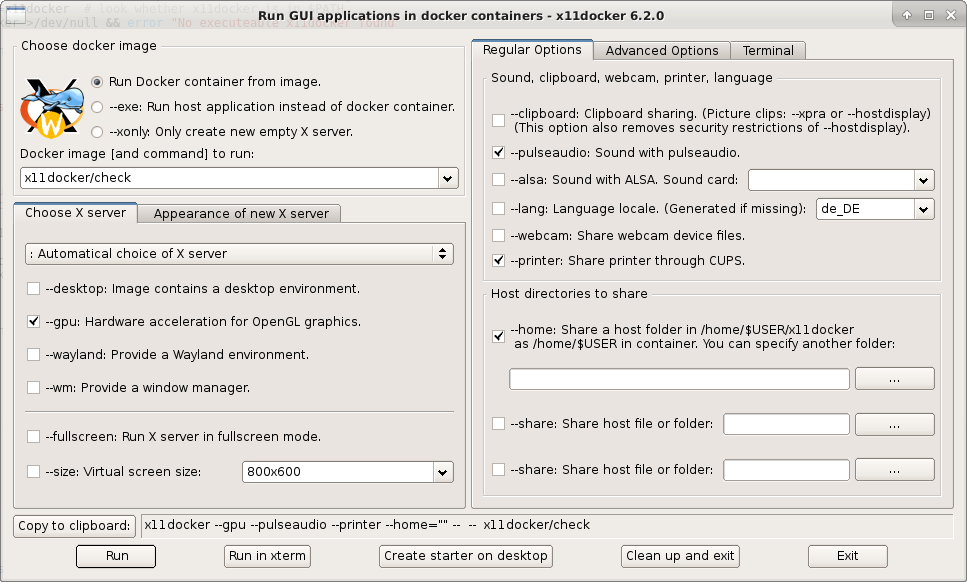 /dev/null && error "No executeable x11docker found
Run GUI applications in docker containers - x11docker 6.2.0
Choose docker image
Run Docker container from image.
--exe: Run host application instead of docker container.
--xonly: Only create new empty X server.
Docker image [and command] to run:
x11docker/check
Choose X server
Appearance of new X server
: Automatical choice of X server
--desktop: Image contains a desktop environment.
--gpu: Hardware acceleration for OpenGL graphics.
--wayland: Provide a Wayland environment.
--wm: Provide a window manager.
--fullscreen: Run X server in fullscreen mode.
--size: Virtual screen size:
800x600
Regular Options
Advanced Options
Terminal
Sound, clipboard, webcam, printer, language
--clipboard: Clipboard sharing. (Picture clips: --xpra or --hostdisplay)
(This option also removes security restrictions of --hostdisplay).
--pulseaudio: Sound with pulseaudio.
--alsa: Sound with ALSA. Sound card:
--lang: Language locale. (Generated if missing):
de_DE
--webcam: Share webcam device files.
--printer: Share printer through CUPS.
Host directories to share
--home: Share a host folder in /home/$USER/x11docker
as /home/$USER in container. You can specify another folder:
...
--share: Share host file or folder:
...
--share: Share host file or folder:
...
Copy to clipboard:
x11docker --gpu --pulseaudio --printer --home="" -- -- x11docker/check
Run
Run in xterm
Create starter on desktop
Clean up and exit
Exit